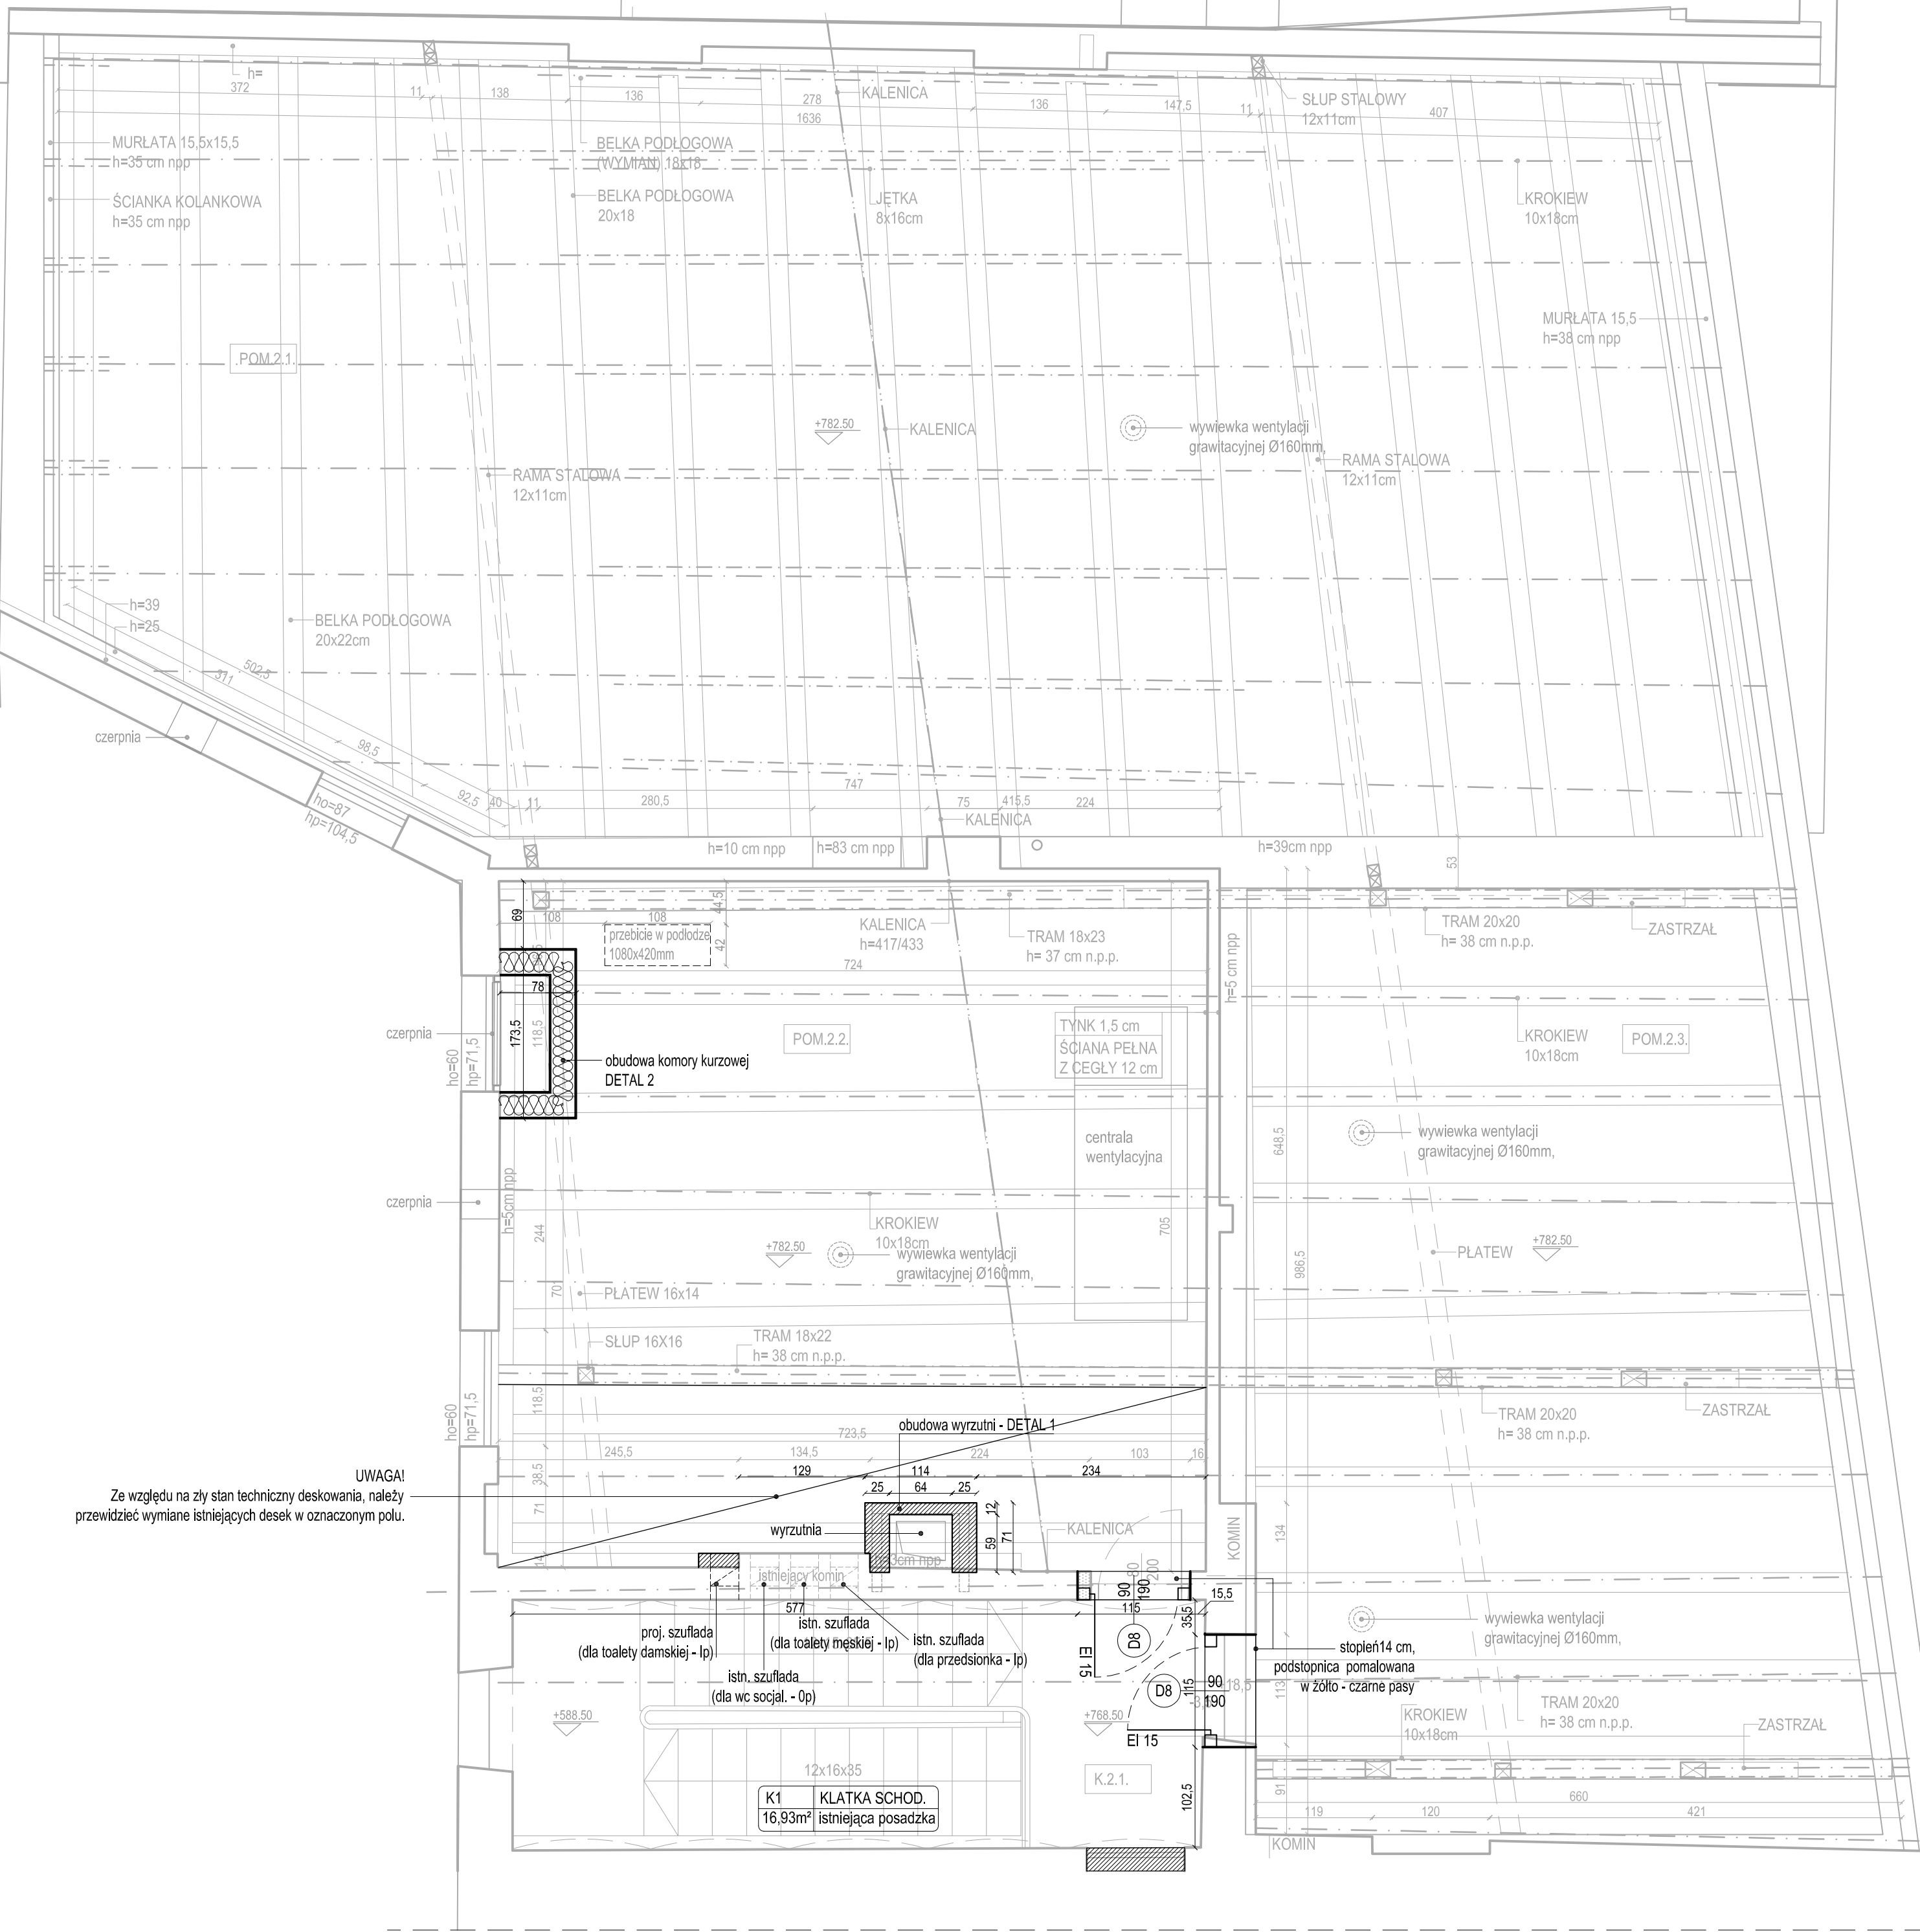 h=
372
11
138
136
278
1636
136
147,5
11
407
KALENICA
SŁUP STALOWY
12x11cm
MURŁATA 15,5x15,5
h=35 cm npp
BELKA PODŁOGOWA
(WYMIAN) 18x18
ŚCIANKA KOLANKOWA
h=35 cm npp
BELKA PODŁOGOWA
20x18
JĘTKA
8x16cm
KROKIEW
10x18cm
MURŁATA 15,5
h=38 cm npp
POM.2.1.
+782.50
KALENICA
wywiewka wentylacji
grawitacyjnej Ø160mm,
RAMA STALOWA
12x11cm
RAMA STALOWA
12x11cm
h=39
h=25
BELKA PODŁOGOWA
20x22cm
502,5
311
98,5
92,5
czerpnia
ho=87
hp=104,5
747
40
11
280,5
75
415,5
224
KALENICA
h=10 cm npp
h=83 cm npp
h=39cm npp
53
69
108
108
44,5
42
przebicie w podłodze
1080x420mm
KALENICA
h=417/433
TRAM 18x23
h= 37 cm n.p.p.
724
h=5 cm npp
TRAM 20x20
h= 38 cm n.p.p.
ZASTRZAŁ
78
173,5
118,5
czerpnia
ho=60
hp=71,5
obudowa komory kurzowej
DETAL 2
POM.2.2.
TYNK 1,5 cm
ŚCIANA PEŁNA
Z CEGŁY 12 cm
KROKIEW
10x18cm
POM.2.3.
centrala
wentylacyjna
648,5
wywiewka wentylacji
grawitacyjnej Ø160mm,
czerpnia
h=5cm npp
244
KROKIEW
10x18cm
+782.50
wywiewka wentylacji
grawitacyjnej Ø160mm,
705
986,5
PŁATEW
+782.50
70
PŁATEW 16x14
SŁUP 16X16
TRAM 18x22
h= 38 cm n.p.p.
ho=60
hp=71,5
118,5
TRAM 20x20
h= 38 cm n.p.p.
ZASTRZAŁ
obudowa wyrzutni - DETAL 1
723,5
245,5
134,5
224
103
16
129
114
234
25
64
25
12
59
71
38,5
71
14
UWAGA!
Ze względu na zły stan techniczny deskowania, należy
przewidzieć wymiane istniejących desek w oznaczonym polu.
wyrzutnia
KALENICA
KOMIN
134
h=3cm npp
istniejący komin
60
200
90
190
577
115
15,5
35,5
proj. szuflada
(dla toalety damskiej - Ip)
istn. szuflada
(dla toalety męskiej - Ip)
istn. szuflada
(dla przedsionka - Ip)
istn. szuflada
(dla wc socjal. - 0p)
EI 15
D8
D8
115
90
190
18,5
113
EI 15
stopień14 cm,
podstopnica pomalowana
w żółto - czarne pasy
wywiewka wentylacji
grawitacyjnej Ø160mm,
TRAM 20x20
h= 38 cm n.p.p.
KROKIEW
10x18cm
ZASTRZAŁ
+588.50
+768.50
12x16x35
K.2.1.
K1 KLATKA SCHOD.
16,93m² istniejąca posadzka
102,5
91
119
120
660
421
KOMIN